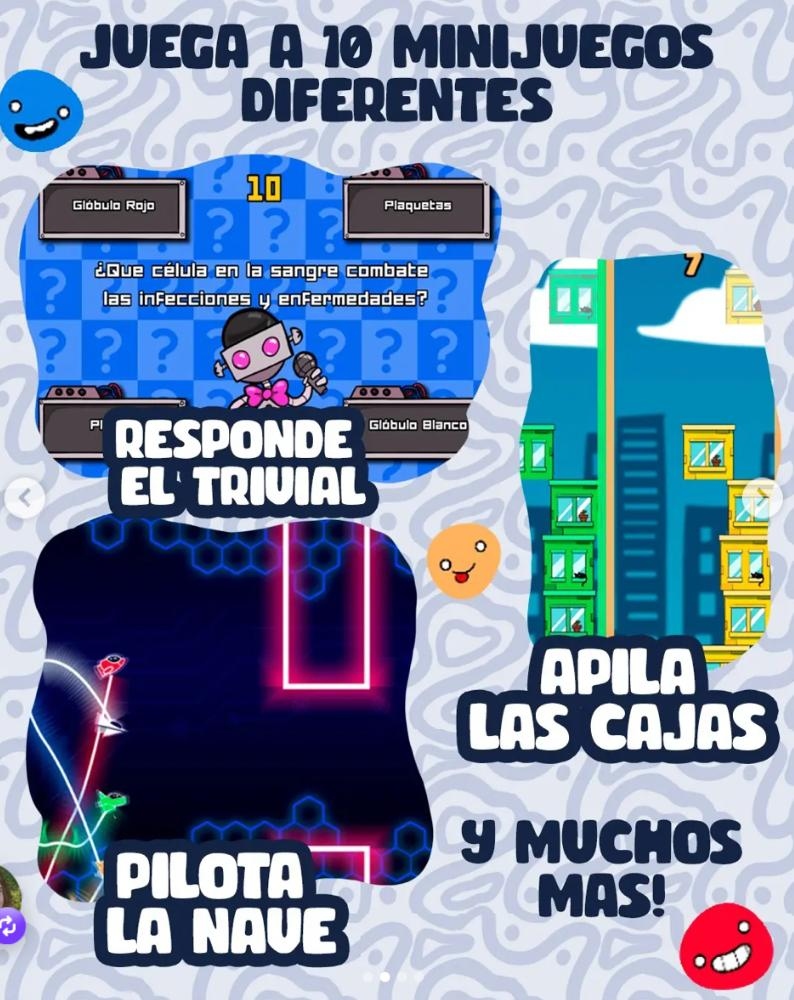 JUEGA A 10 MINIJUEGOS
DIFERENTES
10
Glóbulo Rojo
Plaquetas
¿Que célula en la sangre combate
las infecciones y enfermedades?
Pl
Glóbulo Blanco
RESPONDE
EL TRIVIAL
7
APILA
LAS CAJAS
PILOTA
LA NAVE
Y MUCHOS
MAS!